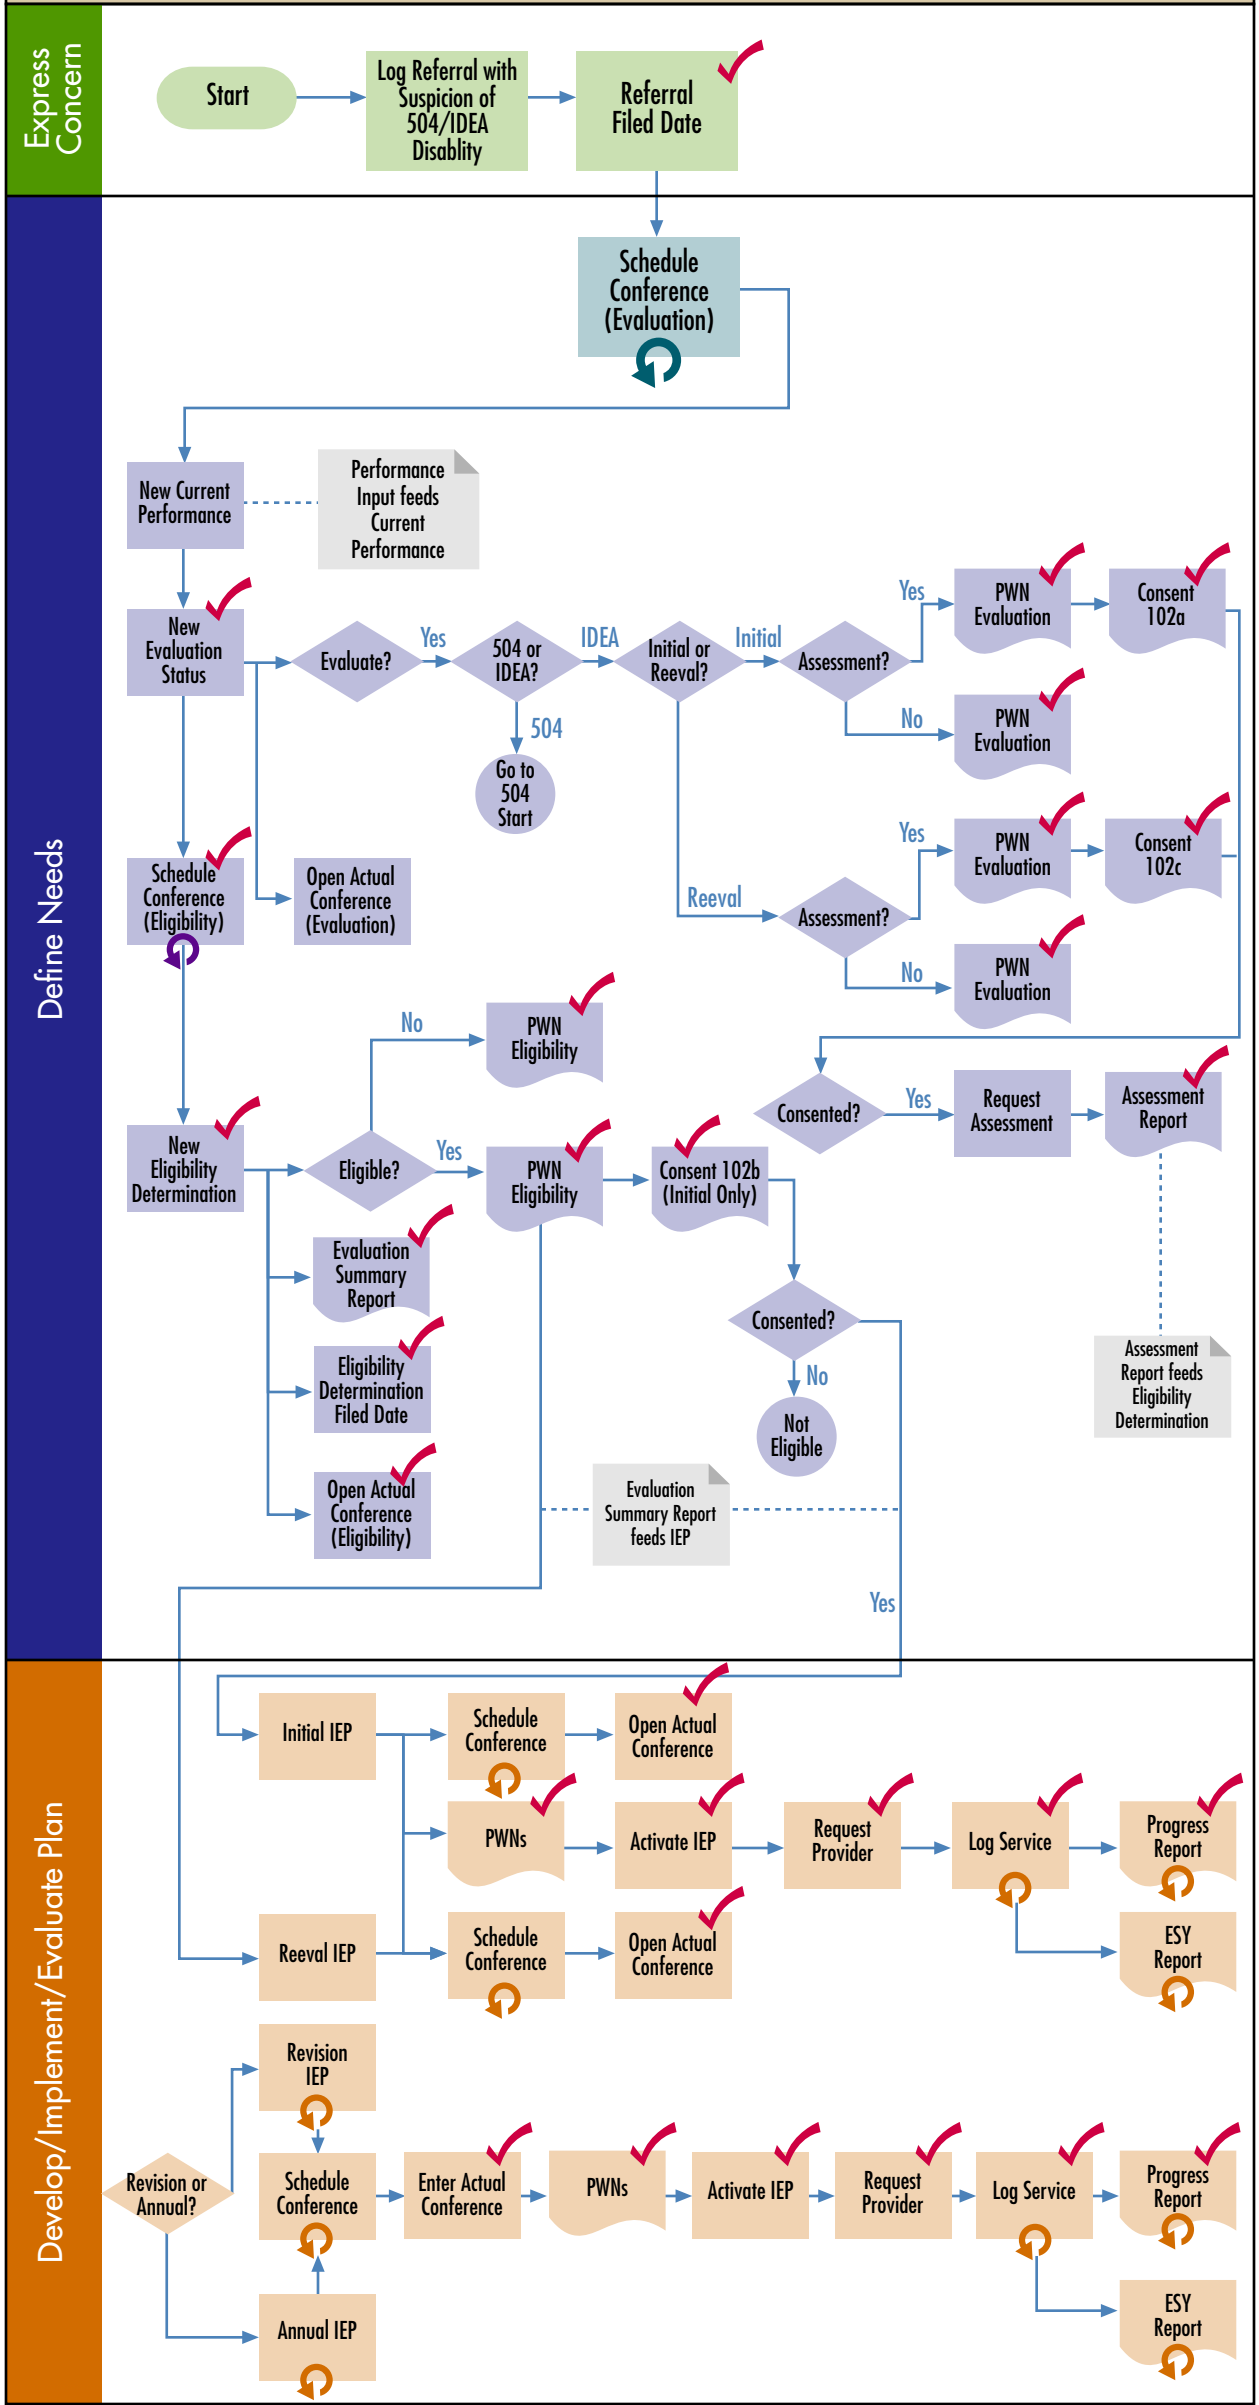 Express
Concern
Start
Log Referral with
Suspicion of
504/IDEA
Disablity
Referral
Filed Date
Define Needs
Schedule
Conference
(Evaluation)
New Current
Performance
Performance
Input feeds
Current
Performance
New
Evaluation
Status
Evaluate?
Yes
504 or
IDEA?
IDEA
504
Go to
504
Start
Initial or
Reeval?
Initial
Assessment?
Yes
PWN
Evaluation
Consent
102a
No
PWN
Evaluation
Reeval
Assessment?
Yes
PWN
Evaluation
Consent
102c
No
PWN
Evaluation
Schedule
Conference
(Eligibility)
Open Actual
Conference
(Evaluation)
Consented?
Yes
Request
Assessment
Assessment
Report
Assessment
Report feeds
Eligibility
Determination
New
Eligibility
Determination
Eligible?
No
PWN
Eligibility
Yes
PWN
Eligibility
Consent 102b
(Initial Only)
Consented?
No
Not
Eligible
Yes
Evaluation
Summary
Report
Eligibility
Determination
Filed Date
Open Actual
Conference
(Eligibility)
Evaluation
Summary Report
feeds IEP
Develop/Implement/Evaluate Plan
Initial IEP
Schedule
Conference
Open Actual
Conference
PWNs
Activate IEP
Request
Provider
Log Service
Progress
Report
ESY
Report
Reeval IEP
Schedule
Conference
Open Actual
Conference
Revision or
Annual?
Revision
IEP
Schedule
Conference
Annual IEP
Enter Actual
Conference
PWNs
Activate IEP
Request
Provider
Log Service
Progress
Report
ESY
Report